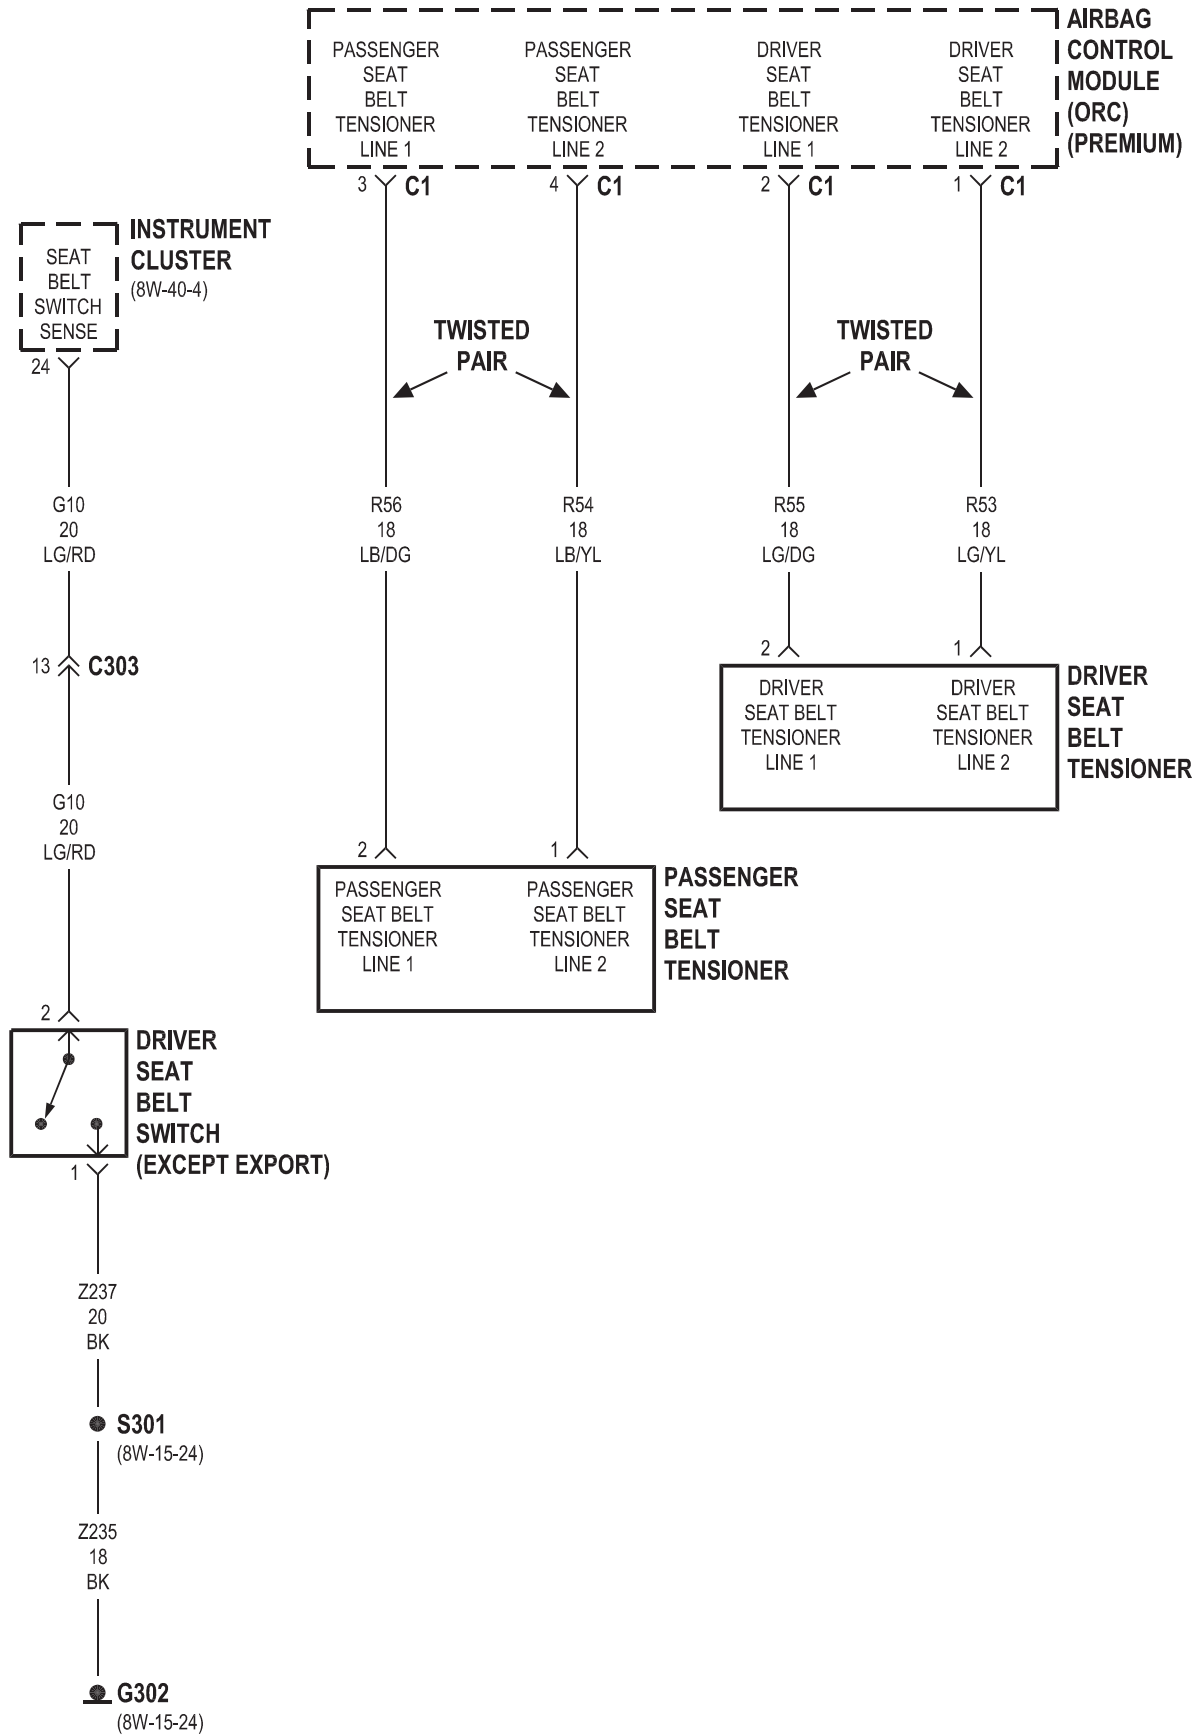 AIRBAG
CONTROL
MODULE
(ORC)
(PREMIUM)
PASSENGER
SEAT
BELT
TENSIONER
LINE 1
PASSENGER
SEAT
BELT
TENSIONER
LINE 2
DRIVER
SEAT
BELT
TENSIONER
LINE 1
DRIVER
SEAT
BELT
TENSIONER
LINE 2
3 C1
4 C1
2 C1
1 C1
INSTRUMENT
CLUSTER
(8W-40-4)
SEAT
BELT
SWITCH
SENSE
24
TWISTED
PAIR
TWISTED
PAIR
G10
20
LG/RD
R56
18
LB/DG
R54
18
LB/YL
R55
18
LG/DG
R53
18
LG/YL
13 C303
2
1
DRIVER
SEAT BELT
TENSIONER
LINE 1
DRIVER
SEAT BELT
TENSIONER
LINE 2
DRIVER
SEAT
BELT
TENSIONER
G10
20
LG/RD
2
1
PASSENGER
SEAT BELT
TENSIONER
LINE 1
PASSENGER
SEAT BELT
TENSIONER
LINE 2
PASSENGER
SEAT
BELT
TENSIONER
2
DRIVER
SEAT
BELT
SWITCH
(EXCEPT EXPORT)
1
Z237
20
BK
S301
(8W-15-24)
Z235
18
BK
G302
(8W-15-24)